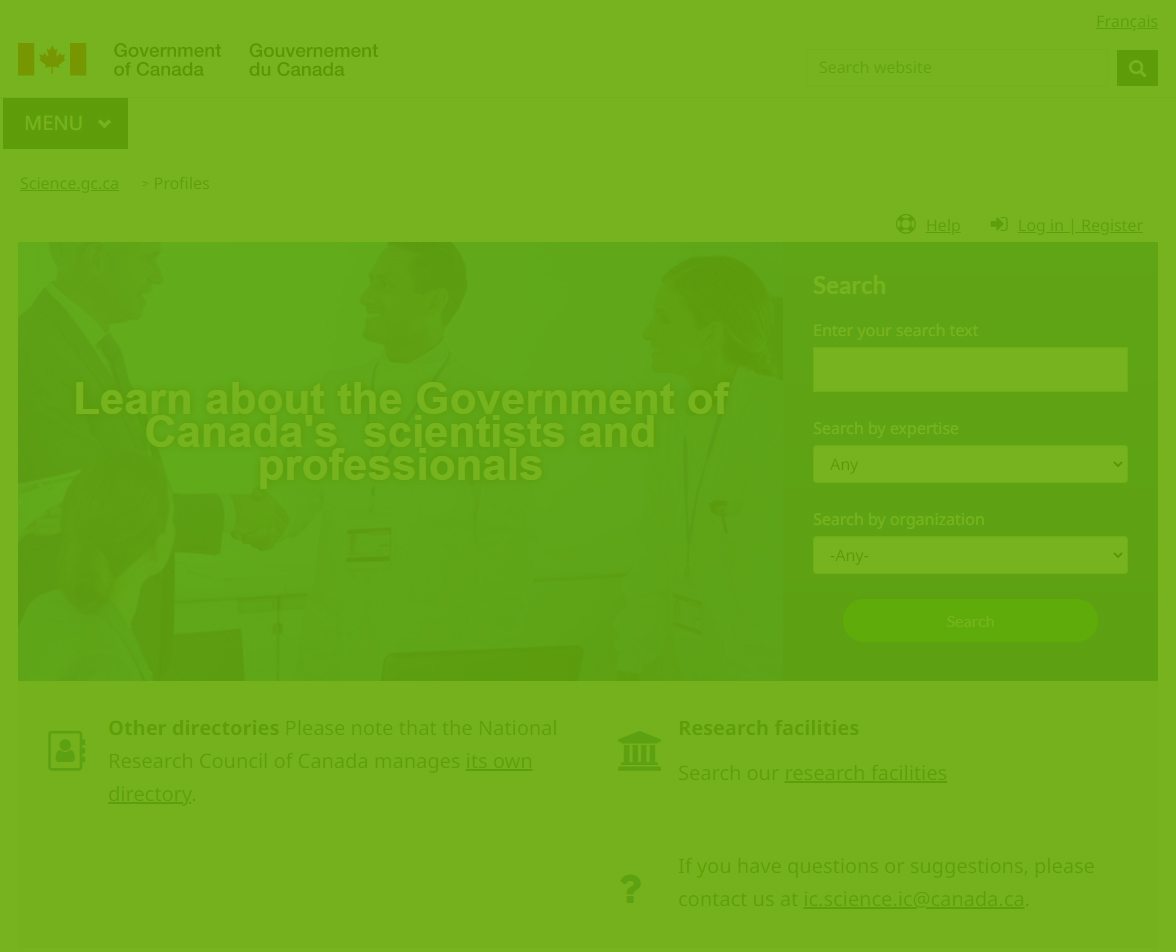 Français
Government of Canada
Gouvernement du Canada
Search website
MENU
Science.gc.ca
> Profiles
Help
Log in | Register
Learn about the Government of
Canada's scientists and
professionals
Search
Enter your search text
Search by expertise
Any
Search by organization
-Any-
Search
Other directories Please note that the National
Research Council of Canada manages its own
directory.
Research facilities
Search our research facilities
If you have questions or suggestions, please
contact us at ic.science.ic@canada.ca.